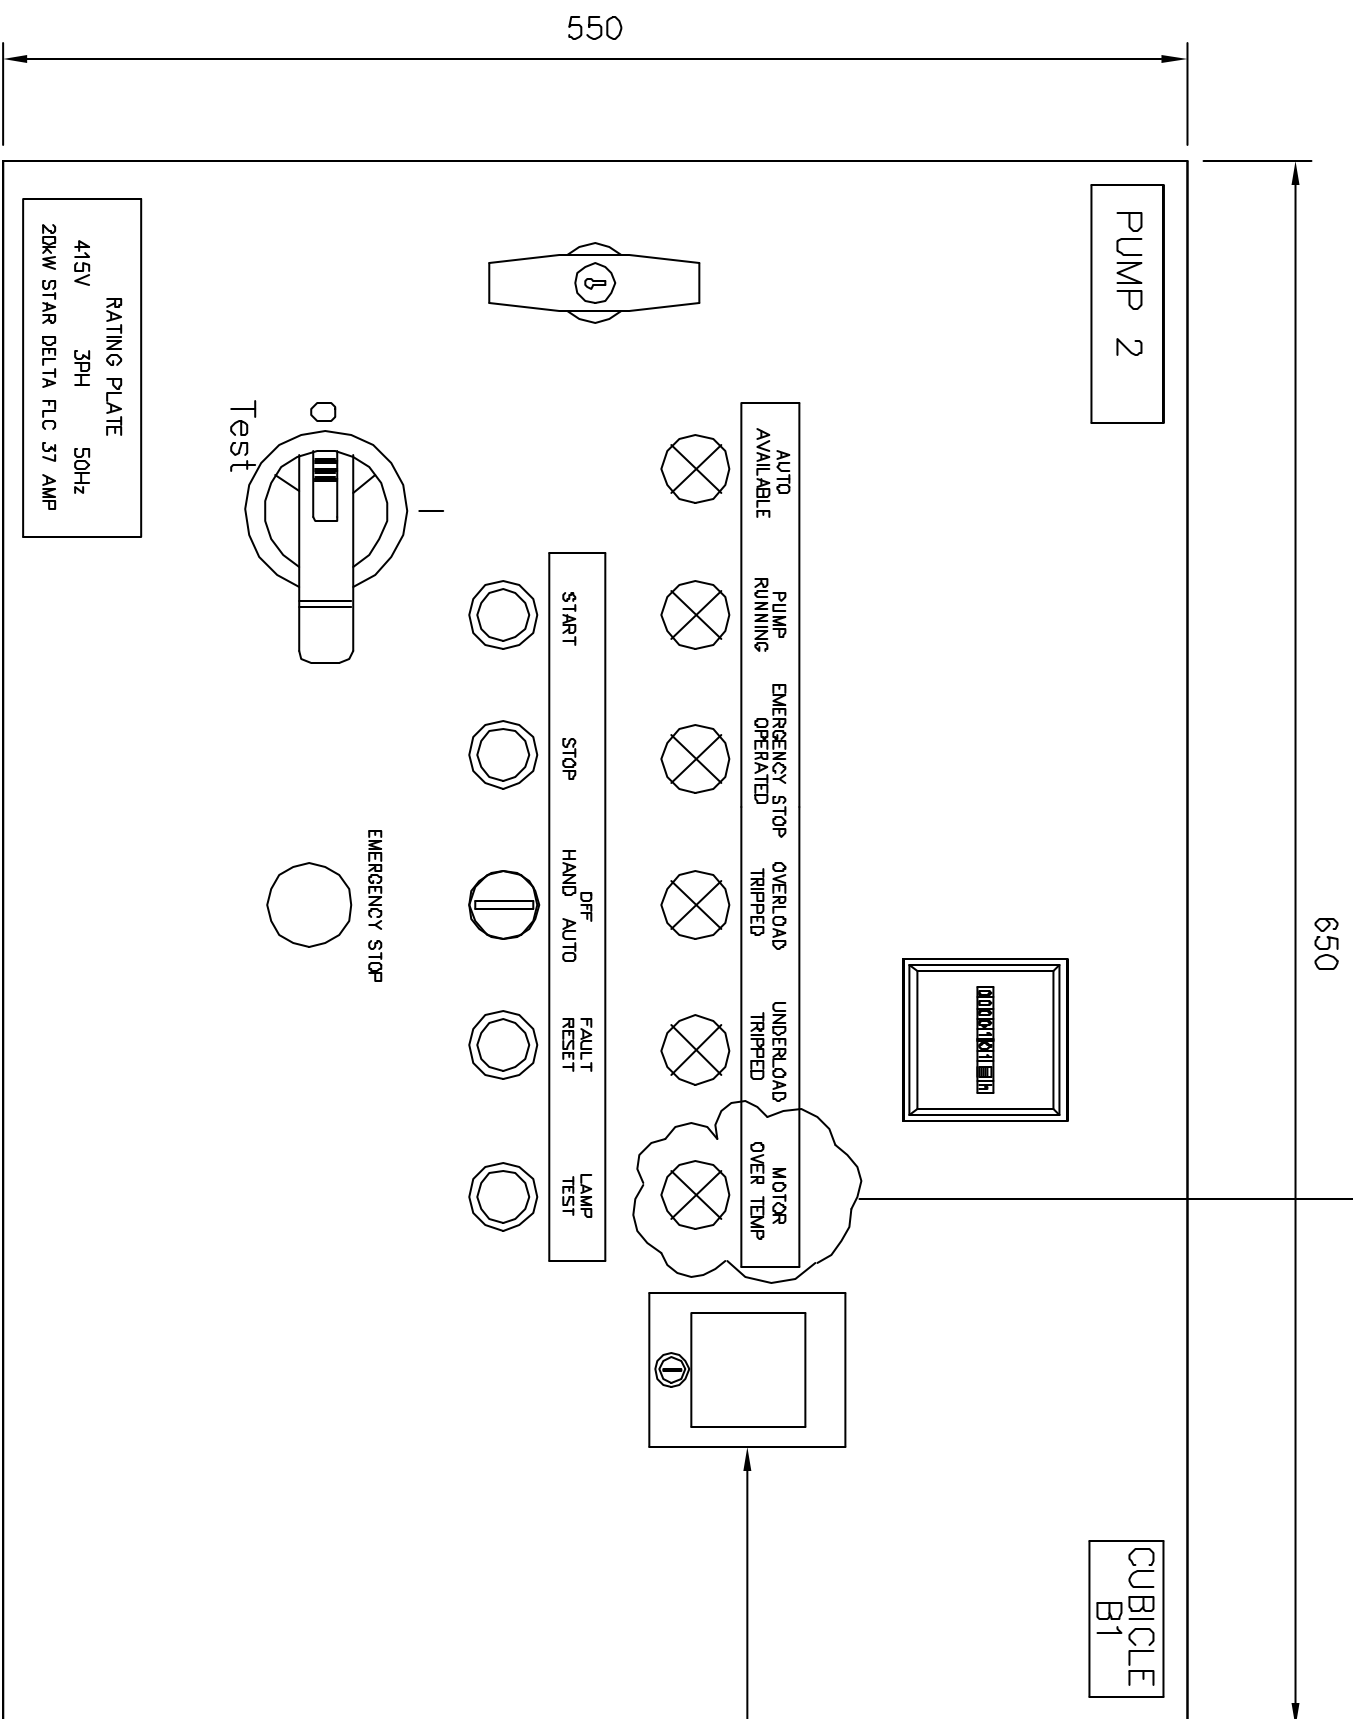 550
650
PUMP 2
CUBICLE
B1
AUTO
AVAILABLE
PUMP
RUNNING
EMERGENCY STOP
OPERATED
OVERLOAD
TRIPPED
UNDERLOAD
TRIPPED
MOTOR
OVER TEMP
START
STOP
OFF
HAND AUTO
FAULT
RESET
LAMP
TEST
I
O
Test
EMERGENCY STOP
RATING PLATE
415V 3PH 50Hz
20kW STAR DELTA FLC 37 AMP